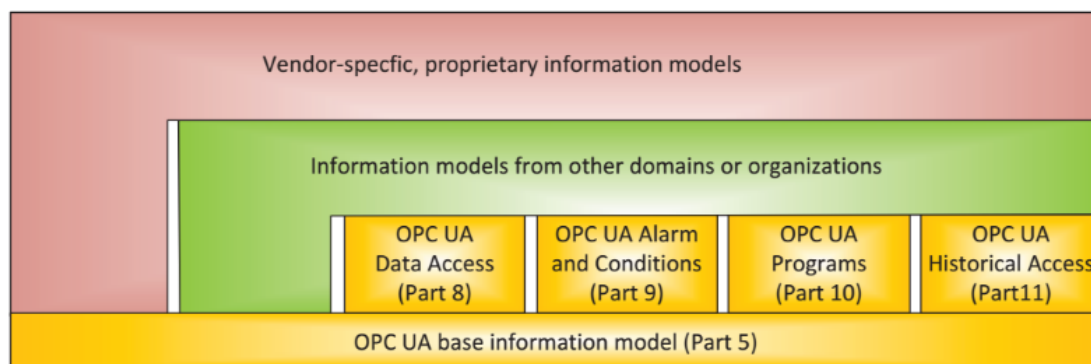 Vendor-specfic, proprietary information models
Information models from other domains or organizations
OPC UA
Data Access
(Part 8)
OPC UA Alarm
and Conditions
(Part 9)
OPC UA
Programs
(Part 10)
OPC UA
Historical Access
(Part11)
OPC UA base information model (Part 5)